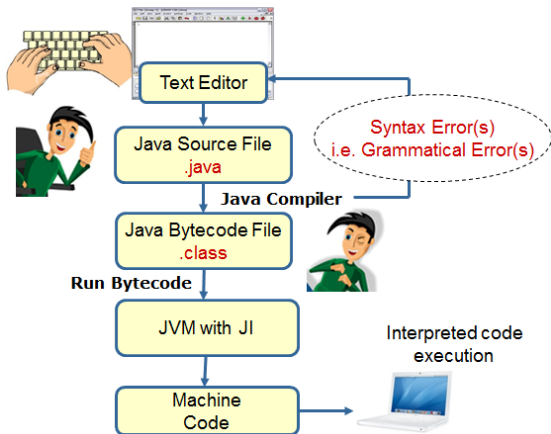 Text Editor
Syntax Error(s)
i.e. Grammatical Error(s)
Java Source File
.java
Java Compiler
Java Bytecode File
.class
Run Bytecode
JVM with JI
Interpreted code
execution
Machine
Code